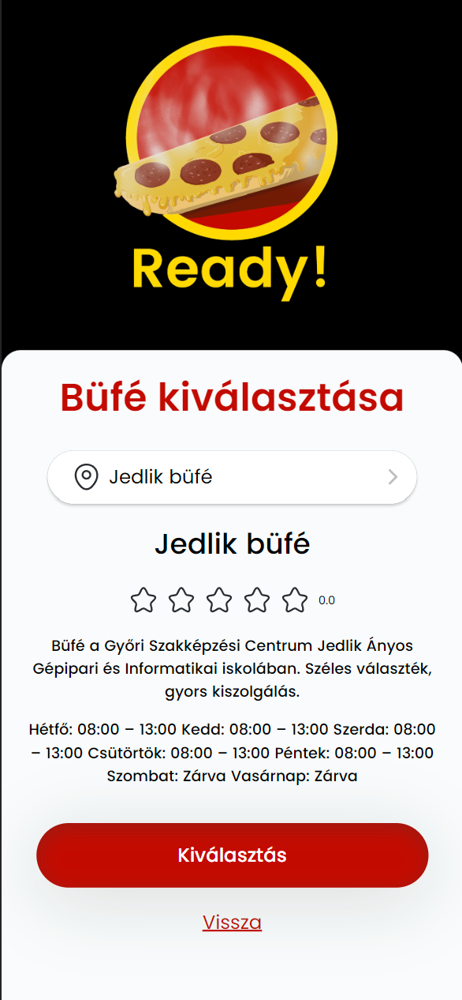 Ready!
Büfé kiválasztása
Jedlik büfé
Jedlik büfé
0.0
Büfé a Győri Szakképzési Centrum Jedlik Ányos
Gépipari és Informatikai iskolában. Széles választék,
gyors kiszolgálás.
Hétfő: 08:00 – 13:00 Kedd: 08:00 – 13:00 Szerda: 08:00
– 13:00 Csütörtök: 08:00 – 13:00 Péntek: 08:00 – 13:00
Szombat: Zárva Vasárnap: Zárva
Kiválasztás
Vissza